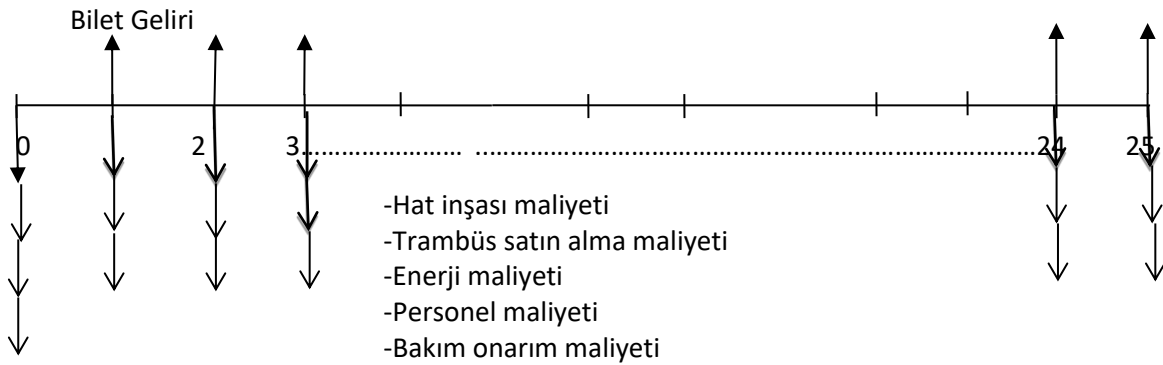 Bilet Geliri
0 2 3..................... ........................................................................................24 25
-Hat inşası maliyeti
-Trambüs satın alma maliyeti
-Enerji maliyeti
-Personel maliyeti
-Bakım onarım maliyeti